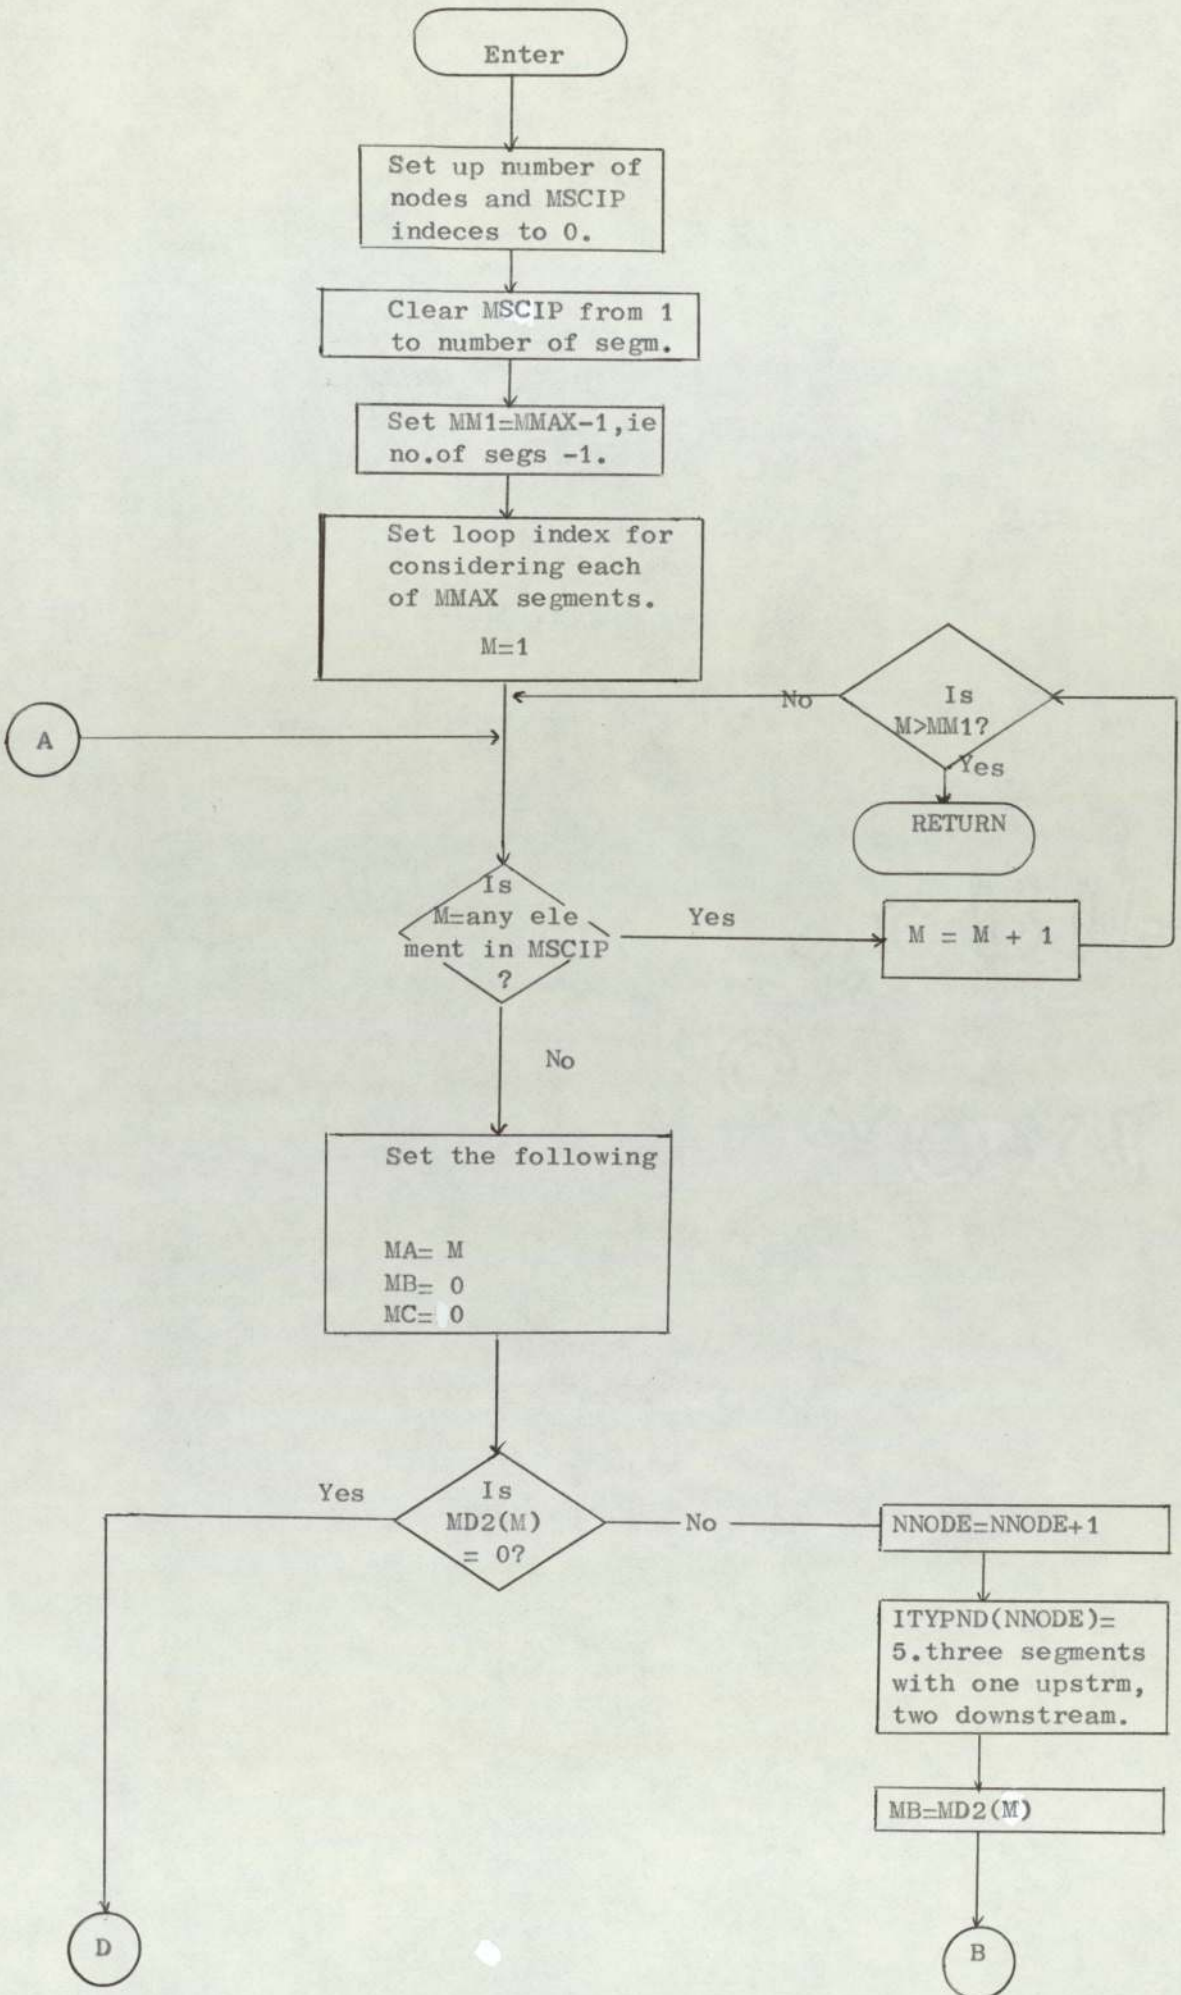 Enter
Set up number of
nodes and MSCIP
indeces to 0.
Clear MSCIP from 1
to number of segm.
Set MM1=MMAX-1,ie
no.of segs -1.
Set loop index for
considering each
of MMAX segments.
M=1
No
Is
M>MM1?
Yes
A
RETURN
Is
M=any ele
ment in MSCIP
?
Yes
M = M + 1
No
Set the following
MA= M
MB= 0
MC= 0
Yes
Is
MD2(M)
= 0?
No
NNODE=NNODE+1
ITYPND(NNODE)=
5.three segments
with one upstrm,
two downstream.
MB=MD2(M)
D
B